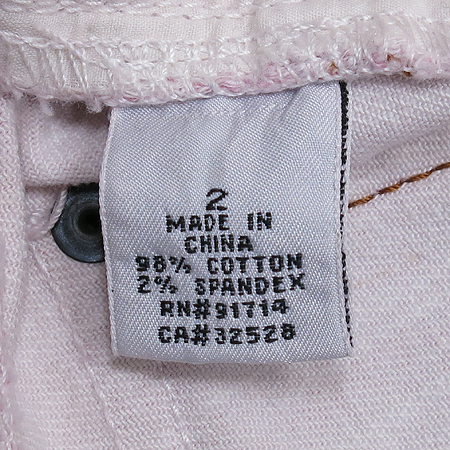 2
MADE IN
CHINA
98% COTTON
2% SPANDEX
RN#91714
CA#32528